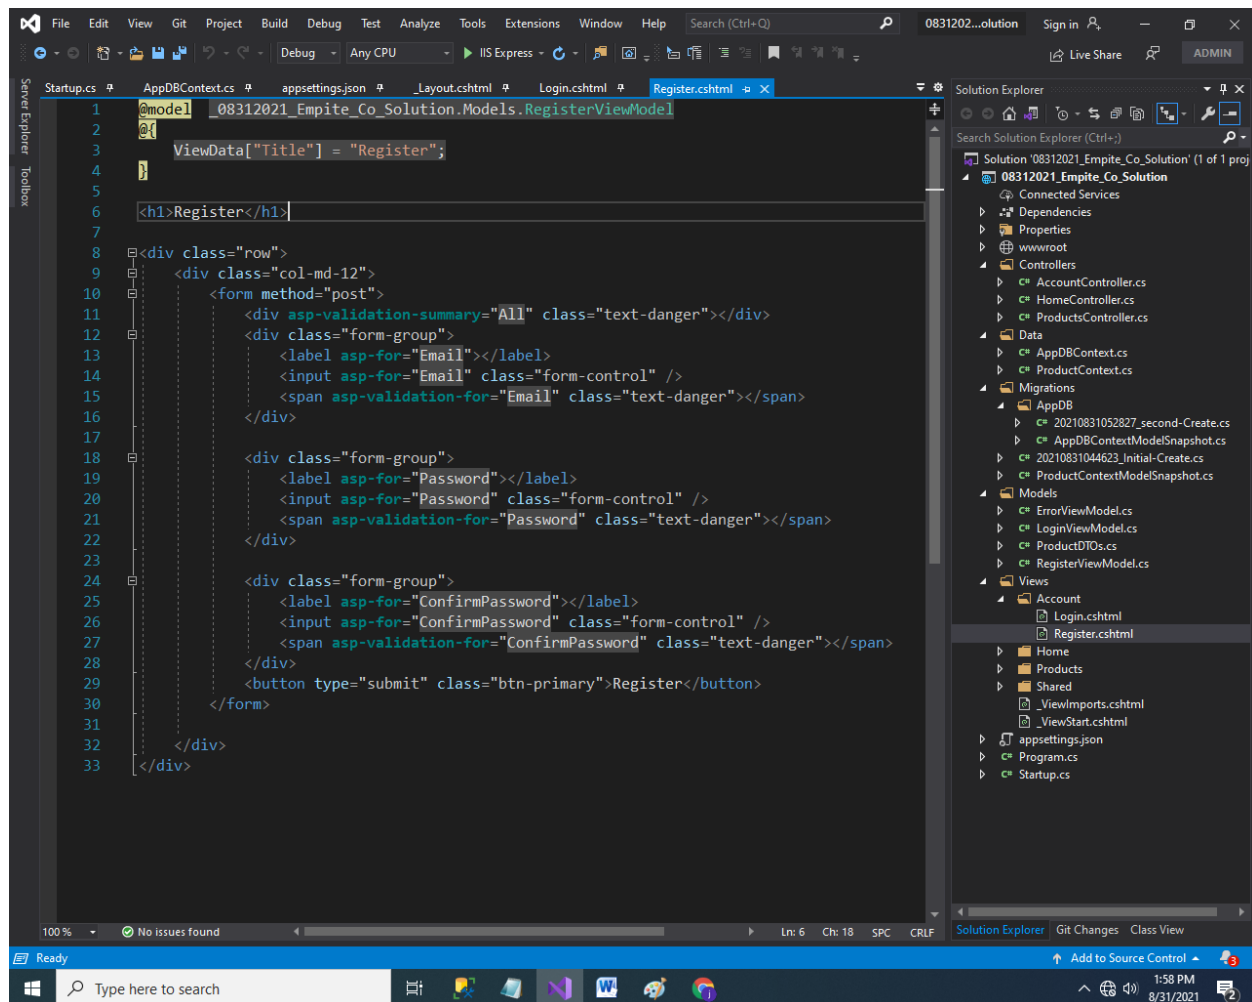 File Edit View Git Project Build Debug Test Analyze Tools Extensions Window Help Search (Ctrl+Q) 0831202...olution Sign in
Debug Any CPU IIS Express Live Share ADMIN
Server Explorer
Toolbox
Startup.cs AppDBContext.cs appsettings.json _Layout.cshtml Login.cshtml Register.cshtml
1 @model _08312021_Empite_Co_Solution.Models.RegisterViewModel
2 @{
3 ViewData["Title"] = "Register";
4 }
5
6 <h1>Register</h1>
7
8 <div class="row">
9 <div class="col-md-12">
10 <form method="post">
11 <div asp-validation-summary="All" class="text-danger"></div>
12 <div class="form-group">
13 <label asp-for="Email"></label>
14 <input asp-for="Email" class="form-control" />
15 <span asp-validation-for="Email" class="text-danger"></span>
16 </div>
17
18 <div class="form-group">
19 <label asp-for="Password"></label>
20 <input asp-for="Password" class="form-control" />
21 <span asp-validation-for="Password" class="text-danger"></span>
22 </div>
23
24 <div class="form-group">
25 <label asp-for="ConfirmPassword"></label>
26 <input asp-for="ConfirmPassword" class="form-control" />
27 <span asp-validation-for="ConfirmPassword" class="text-danger"></span>
28 </div>
29 <button type="submit" class="btn-primary">Register</button>
30 </form>
31
32 </div>
33 </div>
100 % No issues found Ln: 6 Ch: 18 SPC CRLF
Solution Explorer
Search Solution Explorer (Ctrl+;)
Solution '08312021_Empite_Co_Solution' (1 of 1 proj
08312021_Empite_Co_Solution
Connected Services
Dependencies
Properties
wwwroot
Controllers
C# AccountController.cs
C# HomeController.cs
C# ProductsController.cs
Data
C# AppDBContext.cs
C# ProductContext.cs
Migrations
AppDB
C# 20210831052827_second-Create.cs
C# AppDBContextModelSnapshot.cs
C# 20210831044623_Initial-Create.cs
C# ProductContextModelSnapshot.cs
Models
C# ErrorViewModel.cs
C# LoginViewModel.cs
C# ProductDTOs.cs
C# RegisterViewModel.cs
Views
Account
Login.cshtml
Register.cshtml
Home
Products
Shared
_ViewImports.cshtml
_ViewStart.cshtml
appsettings.json
C# Program.cs
C# Startup.cs
Solution Explorer Git Changes Class View
Ready Add to Source Control 3
Type here to search
1:58 PM
8/31/2021
2